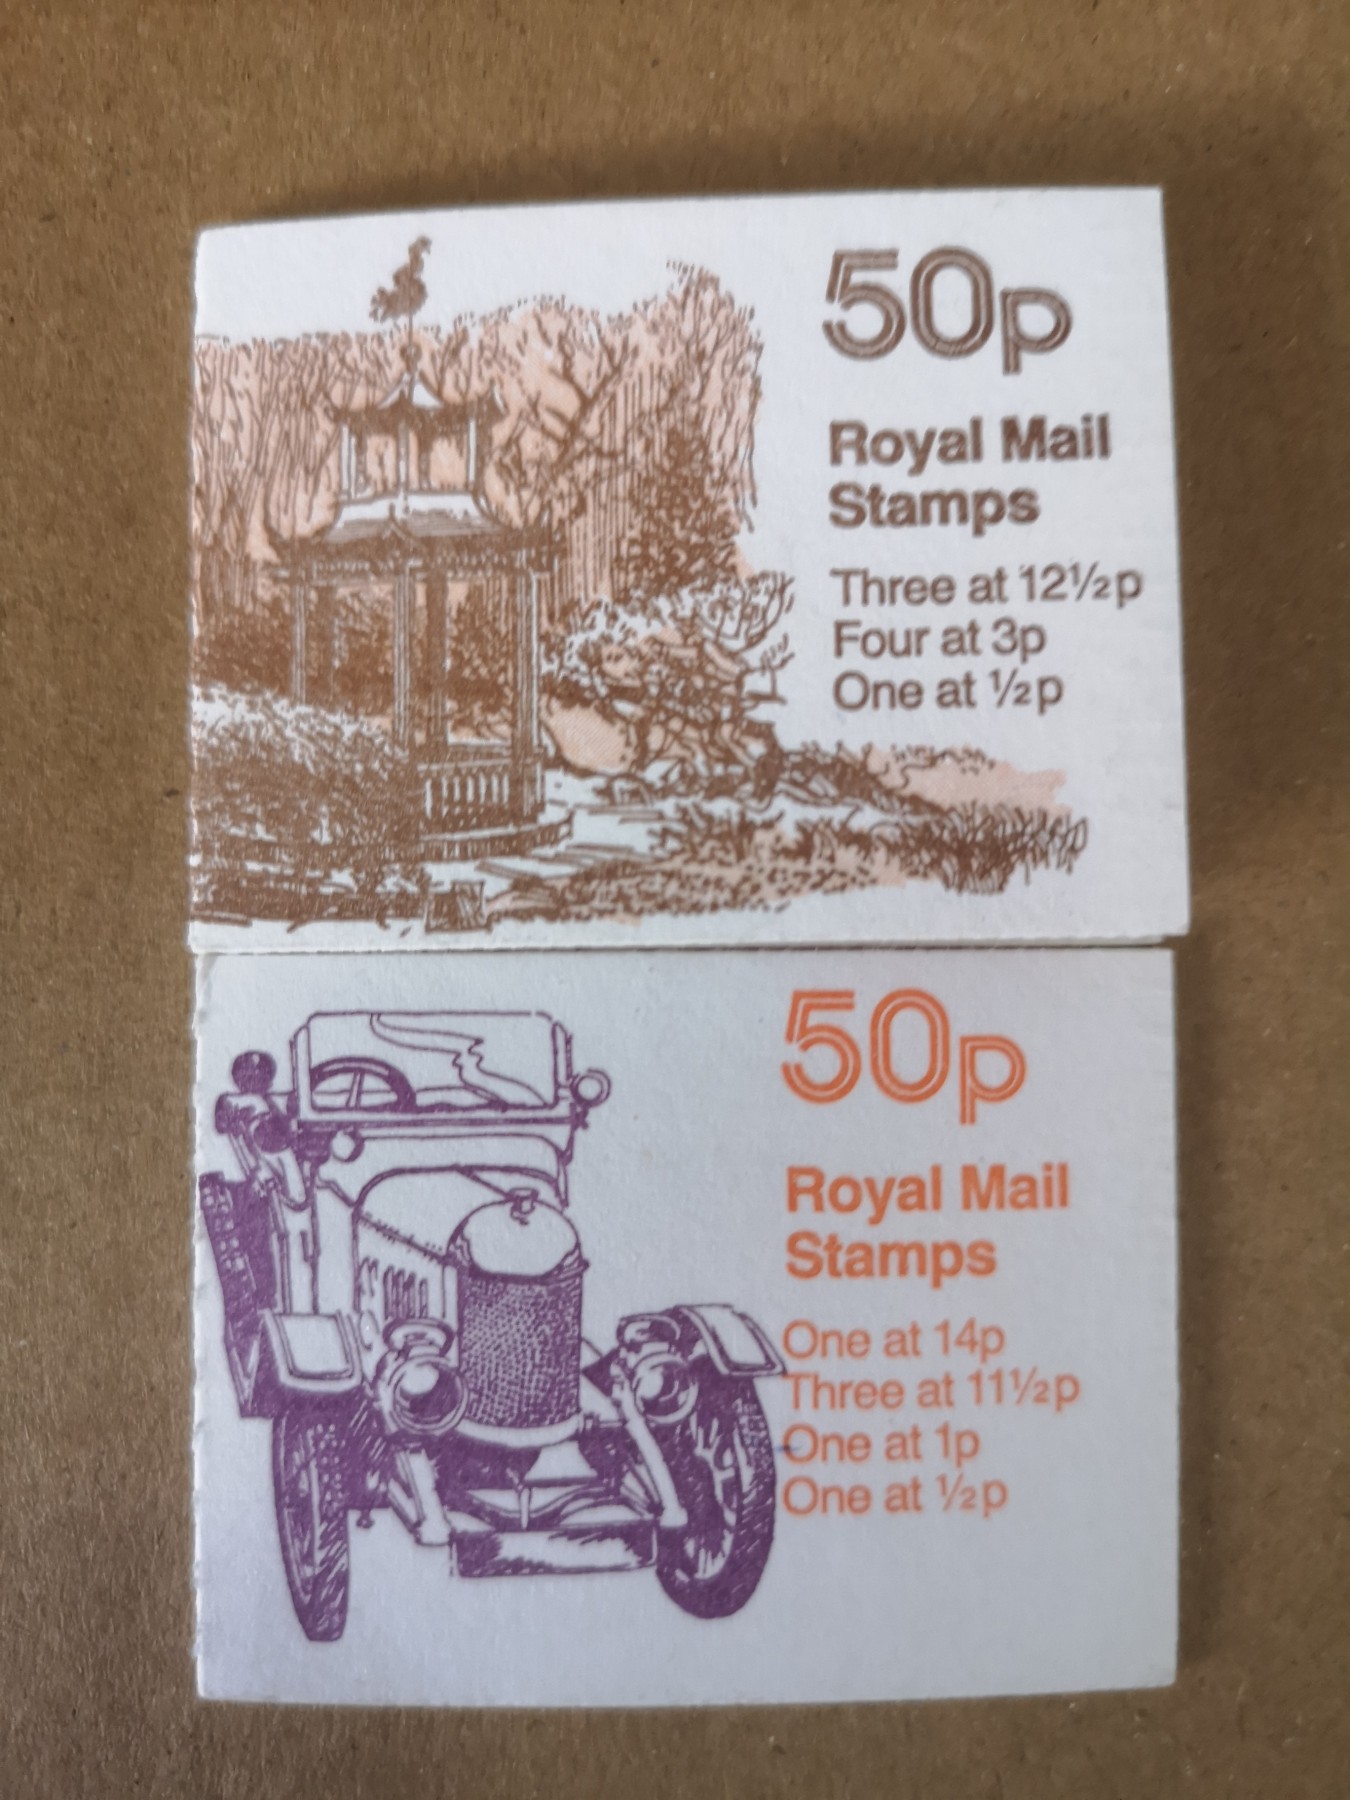 50p
Royal Mail
Stamps
Three at 12½p
Four at 3p
One at ½p
50p
Royal Mail
Stamps
One at 14p
Three at 11½p
One at 1p
One at ½p